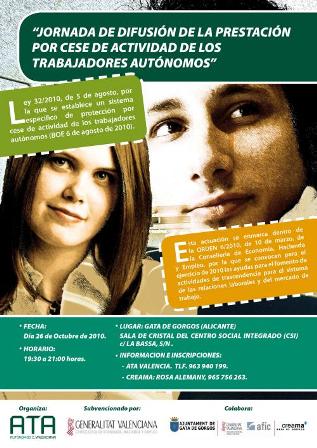 "JORNADA DE DIFUSIÓN DE LA PRESTACIÓN
POR CESE DE ACTIVIDAD DE LOS
TRABAJADORES AUTÓNOMOS"
Ley 32/2010, de 5 de agosto, por
la que se establece un sistema
específico de protección por
cese de actividad de los trabajadores
autónomos (BOE 6 de agosto de 2010).
Esta actuación se enmarca dentro de
la ORDEN 6/2010, de 10 de marzo, de
la Conselleria de Economía, Hacienda
y Empleo, por la que se convocan para el
ejercicio de 2010 las ayudas para el fomento de
actividades de trascendencia para el sistema
de las relaciones laborales y del mercado de
trabajo.
• FECHA:
Día 26 de Octubre de 2010.
• HORARIO:
19:30 a 21:00 horas.
• LUGAR: GATA DE GORGOS (ALICANTE)
SALA DE CRISTAL DEL CENTRO SOCIAL INTEGRADO (CSI)
c/ LA BASSA, S/N.
• INFORMACION E INSCRIPCIONES:
- ATA VALENCIA. TLF. 963 940 199.
- CREAMA: ROSA ALEMANY, 965 756 263.
Organiza:
Subvencionado por:
Colabora:
ATA
GENERALITAT VALENCIANA
AJUNTAMENT
DE GATA DE GORGOS
afic
creama